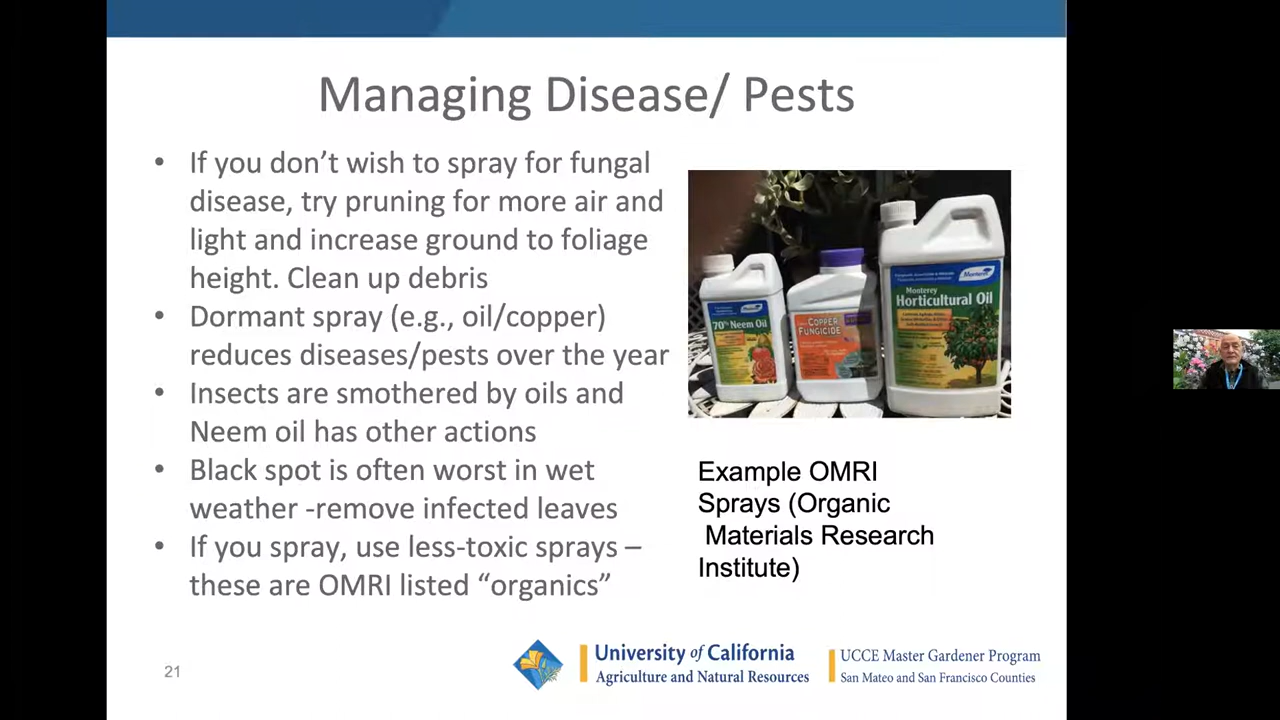 Managing Disease/ Pests
• If you don’t wish to spray for fungal
disease, try pruning for more air and
light and increase ground to foliage
height. Clean up debris
• Dormant spray (e.g., oil/copper)
reduces diseases/pests over the year
• Insects are smothered by oils and
Neem oil has other actions
• Black spot is often worst in wet
weather -remove infected leaves
• If you spray, use less-toxic sprays –
these are OMRI listed “organics”
Monterey
70% Neem Oil
COPPER
FUNGICIDE
Monterey
Monterey
Horticultural Oil
Example OMRI
Sprays (Organic
Materials Research
Institute)
21
University of California
Agriculture and Natural Resources
UCCE Master Gardener Program
San Mateo and San Francisco Counties